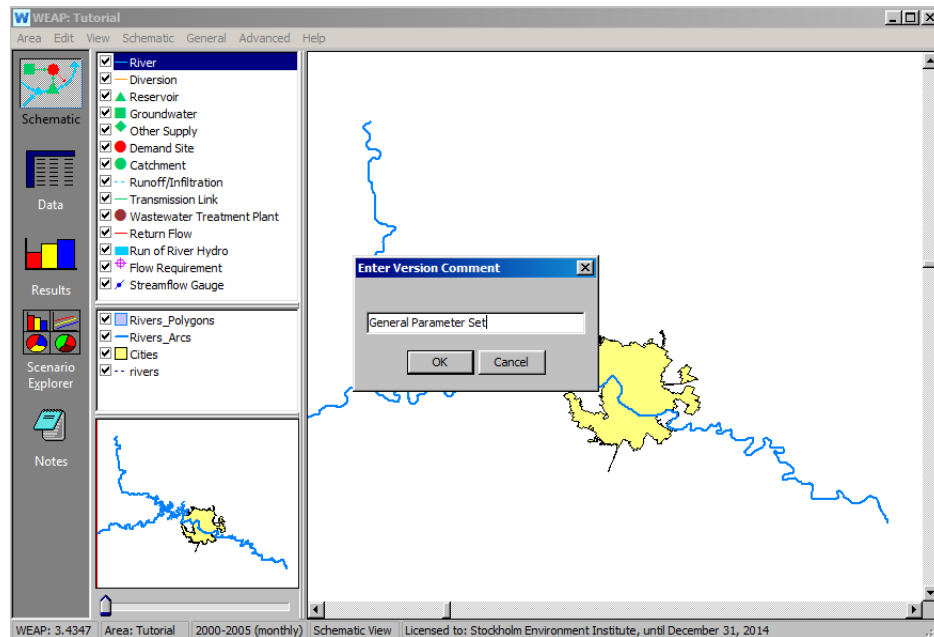 WEAP: Tutorial
Area Edit View Schematic General Advanced Help
Schematic
Data
Results
Scenario
Explorer
Notes
River
Diversion
Reservoir
Groundwater
Other Supply
Demand Site
Catchment
Runoff/Infiltration
Transmission Link
Wastewater Treatment Plant
Return Flow
Run of River Hydro
Flow Requirement
Streamflow Gauge
Rivers_Polygons
Rivers_Arcs
Cities
rivers
Enter Version Comment
General Parameter Set
OK Cancel
WEAP: 3.4347 Area: Tutorial 2000-2005 (monthly) Schematic View Licensed to: Stockholm Environment Institute, until December 31, 2014